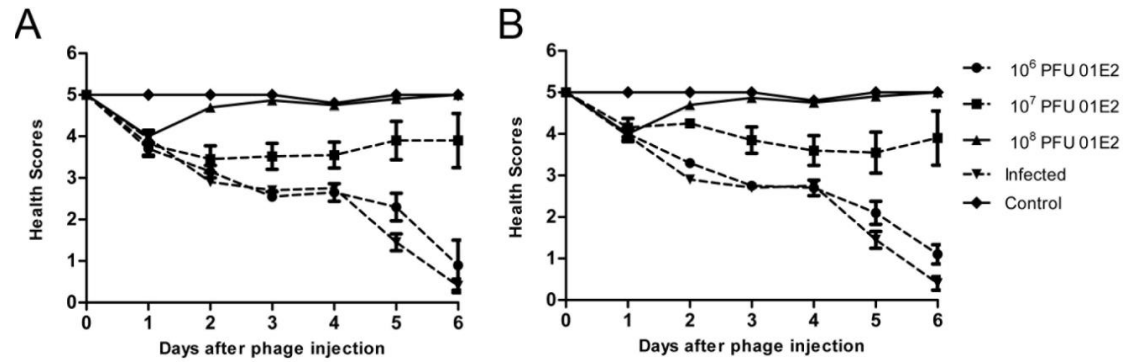 A
B
6
5
4
3
2
1
0
Health Scores
0 1 2 3 4 5 6
Days after phage injection
6
5
4
3
2
1
0
Health Scores
0 1 2 3 4 5 6
Days after phage injection
10⁶ PFU 01E2
10⁷ PFU 01E2
10⁸ PFU 01E2
Infected
Control